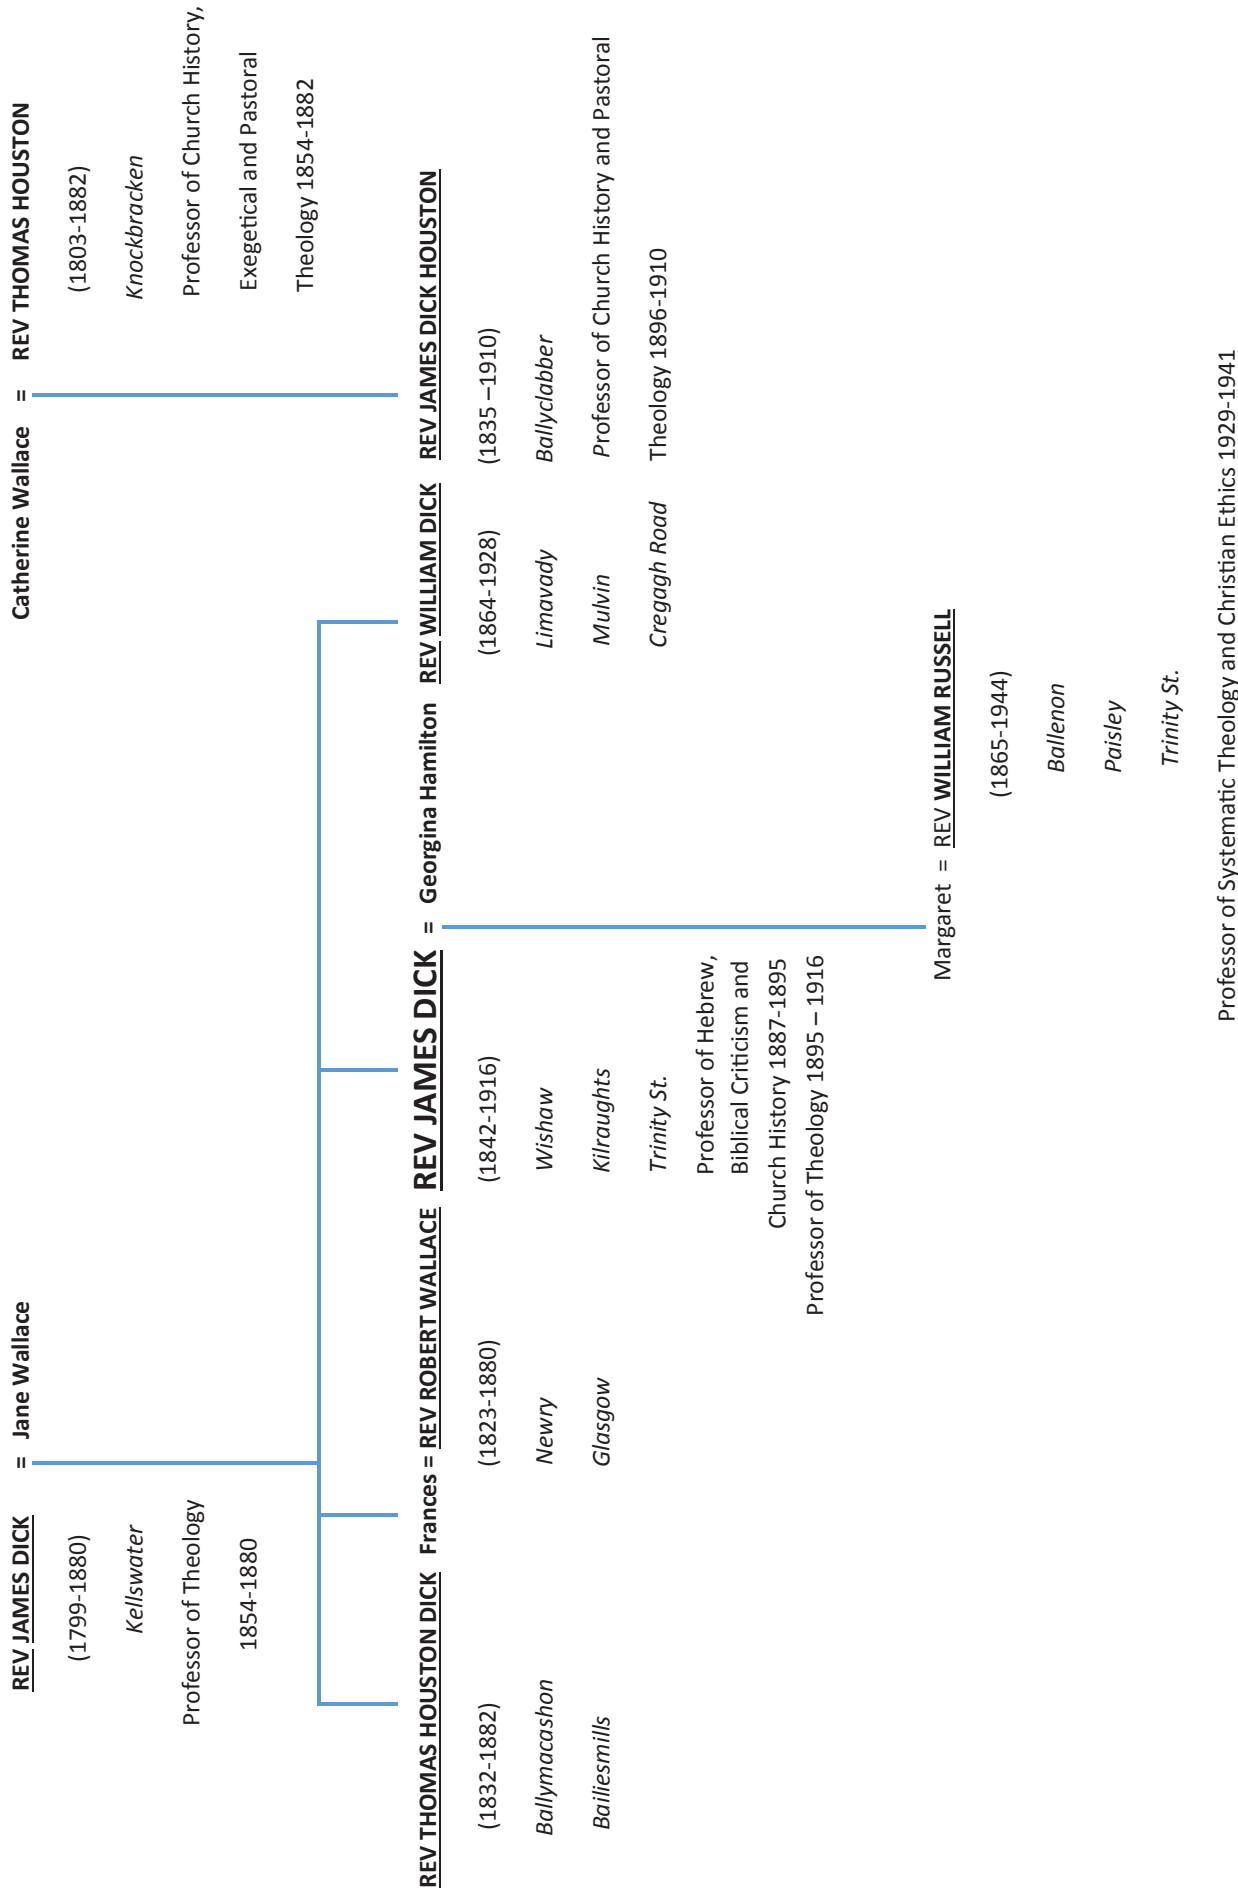 REV JAMES DICK = Jane Wallace
(1799-1880)
Kellswater
Professor of Theology
1854-1880
Catherine Wallace = REV THOMAS HOUSTON
(1803-1882)
Knockbracken
Professor of Church History,
Exegetical and Pastoral
Theology 1854-1882
REV THOMAS HOUSTON DICK
(1832-1882)
Ballymacashon
Bailiesmills
Frances = REV ROBERT WALLACE
(1823-1880)
Newry
Glasgow
REV JAMES DICK = Georgina Hamilton
(1842-1916)
Wishaw
Kilraughts
Trinity St.
Professor of Hebrew,
Biblical Criticism and
Church History 1887-1895
Professor of Theology 1895 – 1916
REV WILLIAM DICK
(1864-1928)
Limavady
Mulvin
Cregagh Road
REV JAMES DICK HOUSTON
(1835 –1910)
Ballyclabber
Professor of Church History and Pastoral
Theology 1896-1910
Margaret = REV WILLIAM RUSSELL
(1865-1944)
Ballenon
Paisley
Trinity St.
Professor of Systematic Theology and Christian Ethics 1929-1941